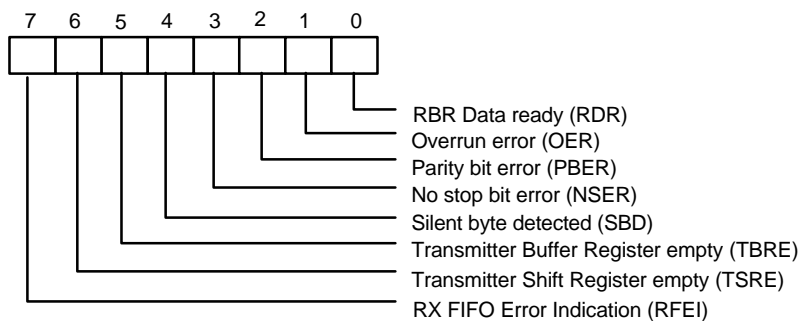 7 6 5 4 3 2 1 0
RBR Data ready (RDR)
Overrun error (OER)
Parity bit error (PBER)
No stop bit error (NSER)
Silent byte detected (SBD)
Transmitter Buffer Register empty (TBRE)
Transmitter Shift Register empty (TSRE)
RX FIFO Error Indication (RFEI)